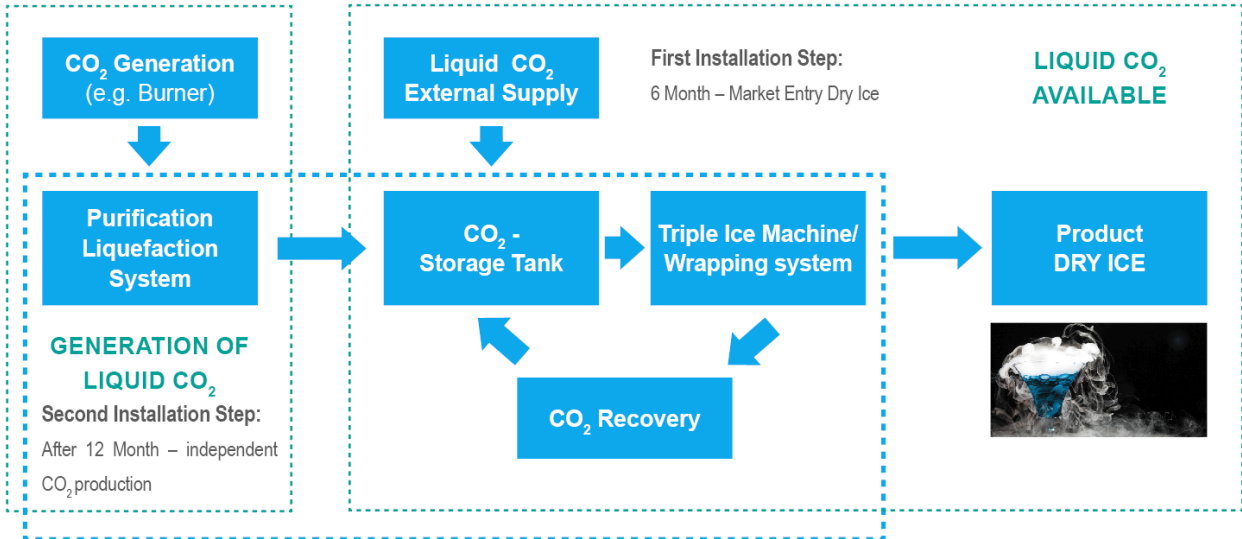 CO₂ Generation
(e.g. Burner)
Liquid CO₂
External Supply
First Installation Step:
6 Month – Market Entry Dry Ice
LIQUID CO₂
AVAILABLE
Purification
Liquefaction
System
CO₂ -
Storage Tank
Triple Ice Machine/
Wrapping system
Product
DRY ICE
GENERATION OF
LIQUID CO₂
Second Installation Step:
After 12 Month – independent
CO₂ production
CO₂ Recovery